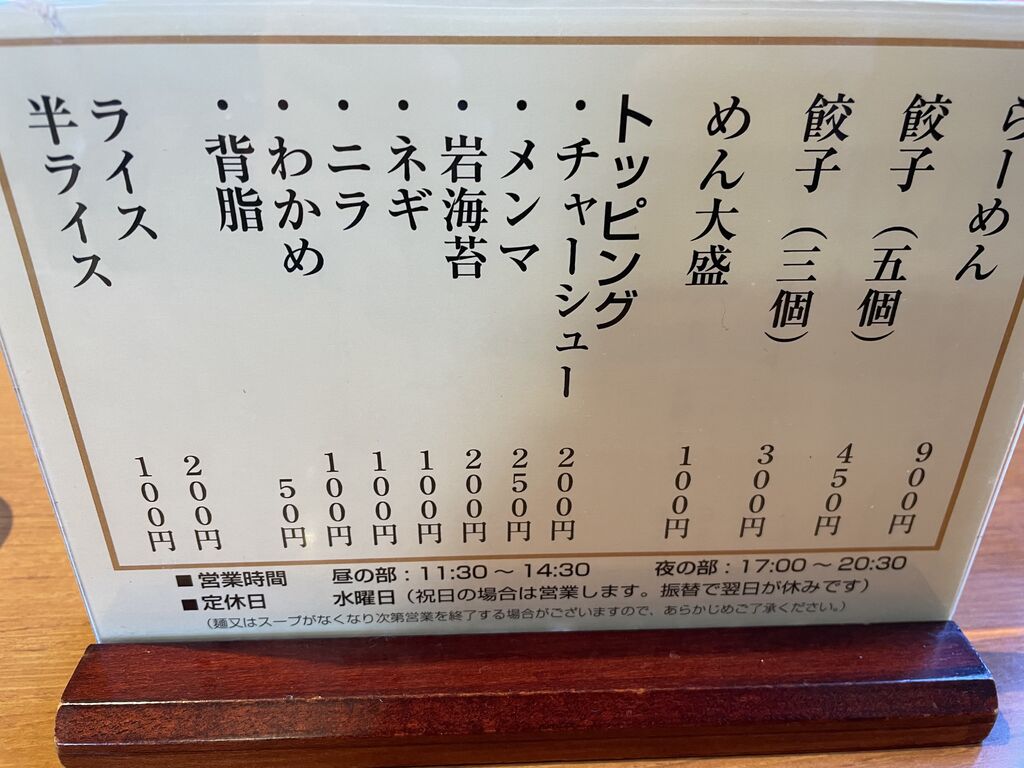 らーめん 900円
餃子（五個） 450円
餃子（三個） 300円
めん大盛 100円
トッピング
・チャーシュー 200円
・メンマ 250円
・岩海苔 200円
・ネギ 100円
・ニラ 100円
・わかめ 100円
・背脂 50円
ライス 200円
半ライス 100円
■営業時間 昼の部：11:30～14:30 夜の部：17:00～20:30
■定休日 水曜日（祝日の場合は営業します。振替で翌日が休みです）
（麺又はスープがなくなり次第営業を終了する場合がございますので、あらかじめご了承ください。）